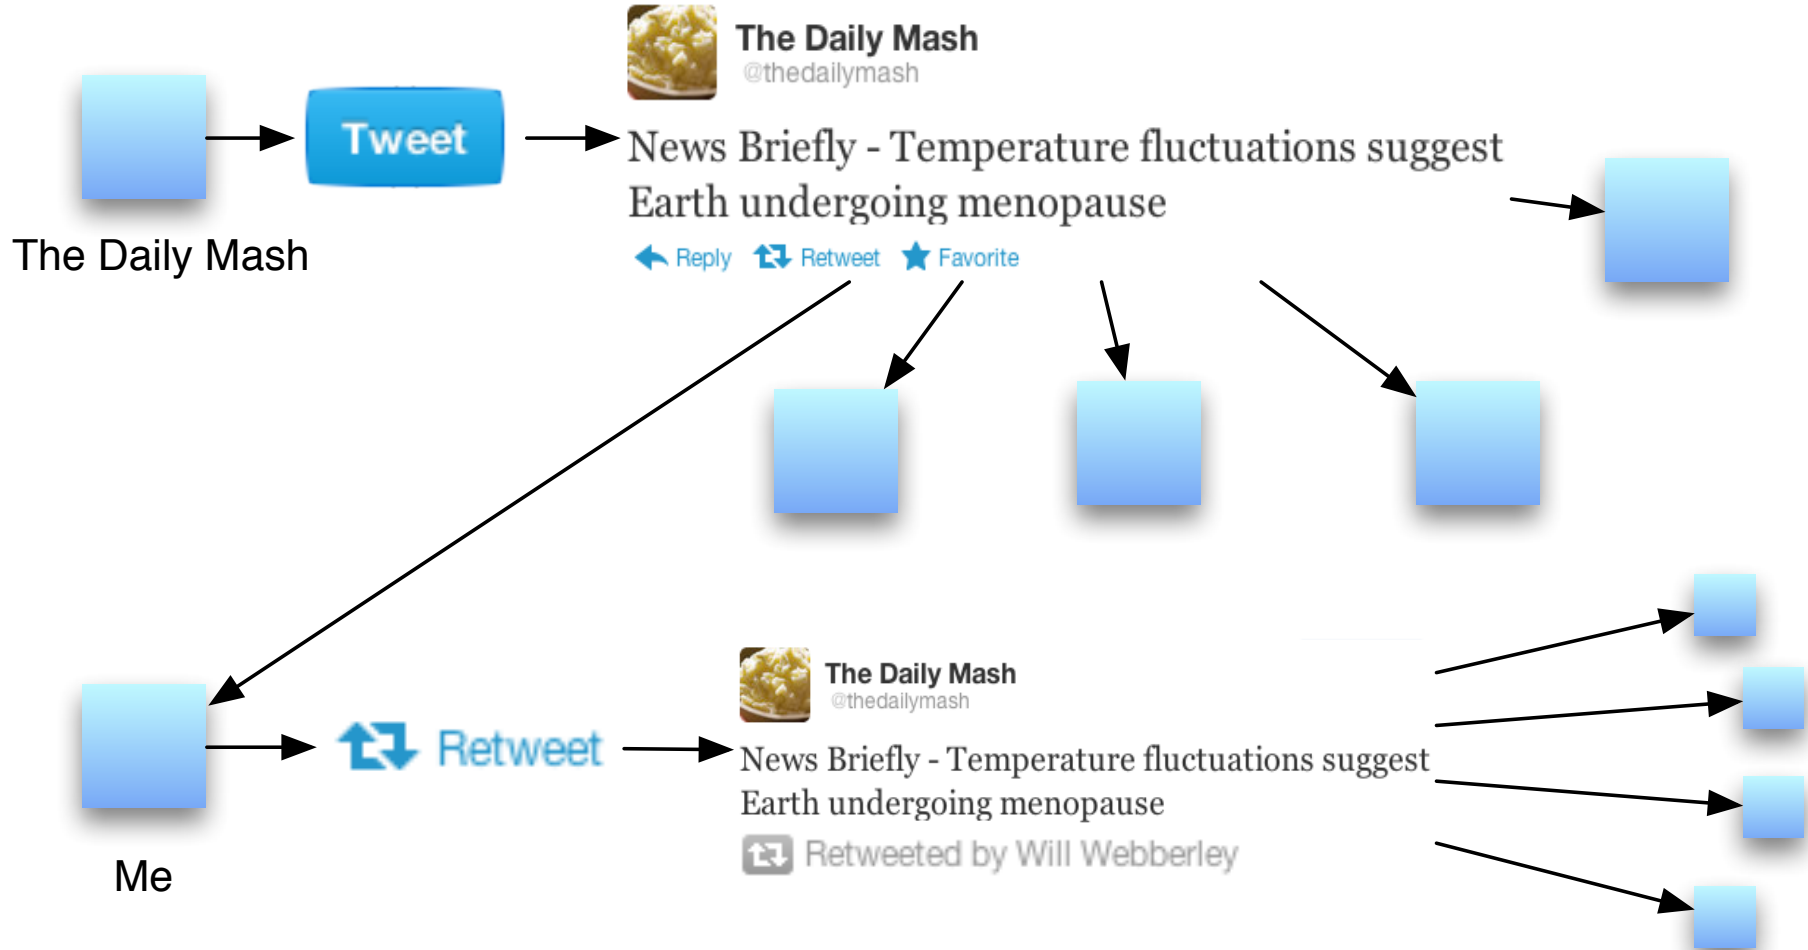 The Daily Mash
@thedailymash
Tweet
News Briefly - Temperature fluctuations suggest
Earth undergoing menopause
The Daily Mash
Reply Retweet Favorite
The Daily Mash
@thedailymash
Retweet
News Briefly - Temperature fluctuations suggest
Earth undergoing menopause
Retweeted by Will Webberley
Me